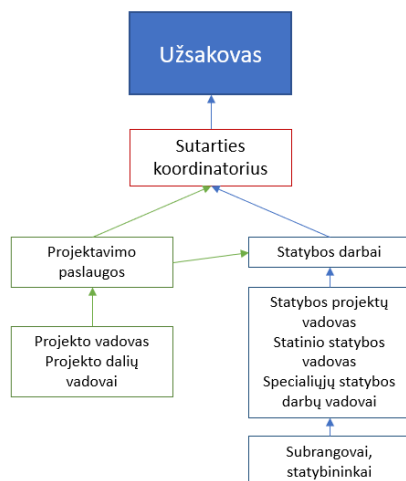 Užsakovas
Sutarties
koordinatorius
Projektavimo
paslaugos
Statybos darbai
Projekto vadovas
Projekto dalių
vadovai
Statybos projektų
vadovas
Statinio statybos
vadovas
Specialiųjų statybos
darbų vadovai
Subrangovai,
statybininkai